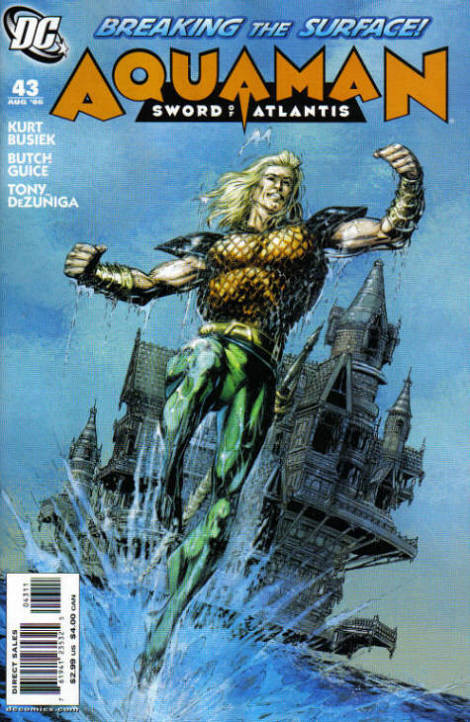 BREAKING THE SURFACE!
DC
AQUAMAN
SWORD OF ATLANTIS
43
AUG '06
KURT
BUSIEK
BUTCH
GUICE
TONY
DEZUÑIGA
04311
DIRECT SALES
$2.99 US $4.00 CAN
dccomics.com